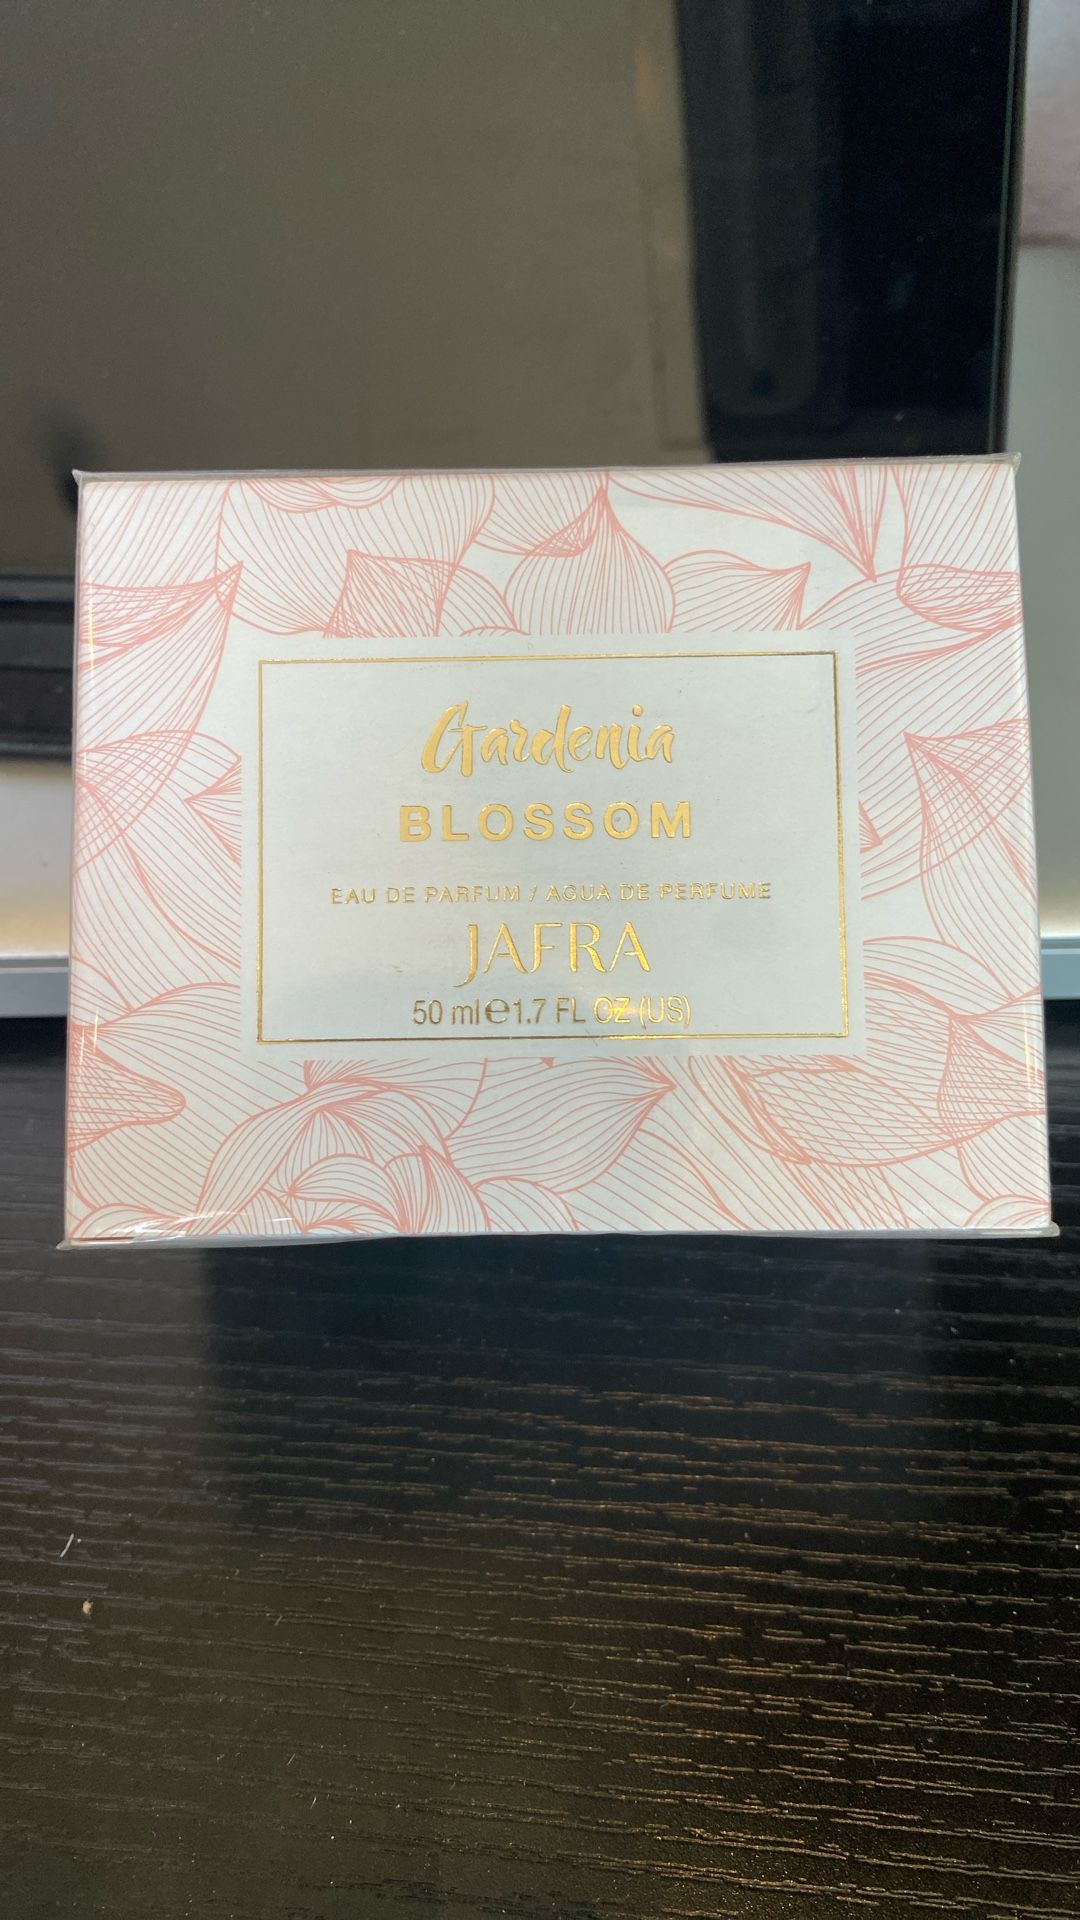 Gardenia
BLOSSOM
EAU DE PARFUM / AGUA DE PERFUME
JAFRA
50 ml ℮ 1.7 FL OZ (US)